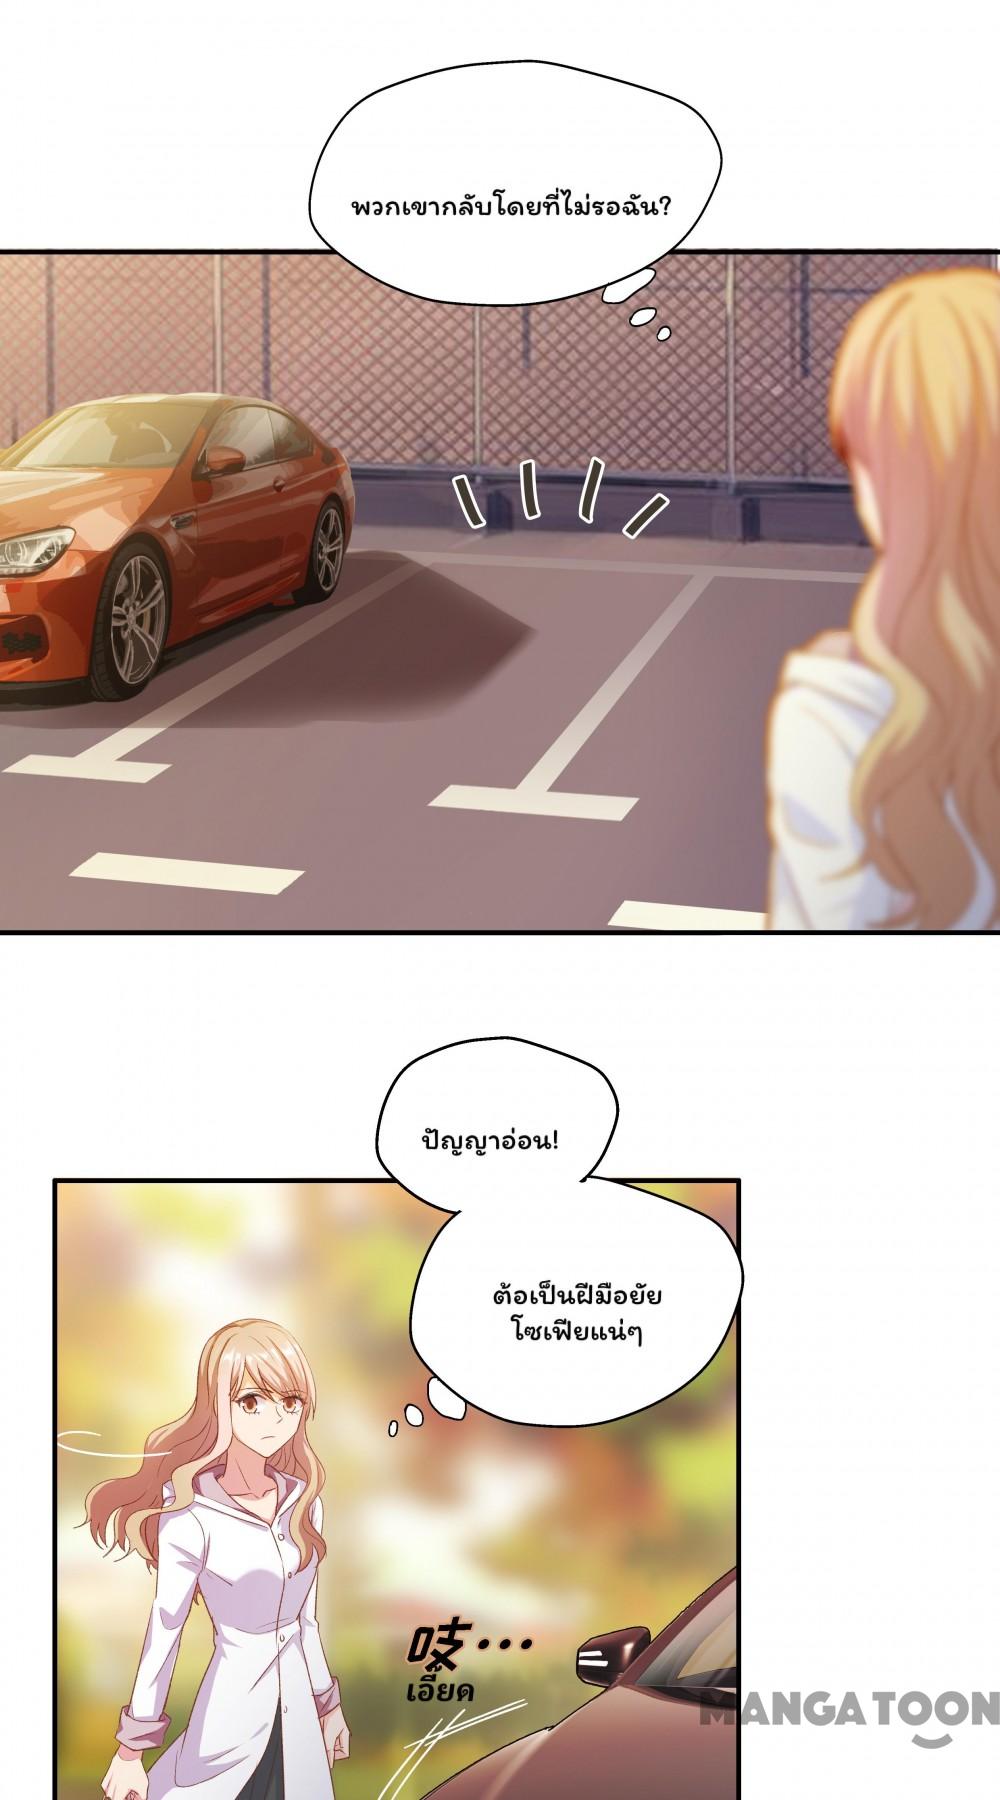 พวกเขากลับโดยที่ไม่รอฉัน?
ปัญญาอ่อน!
ต้อเป็นฝีมือยัย
โซเฟียแน่ๆ
吱...
เอี๊ยด
MANGATOON